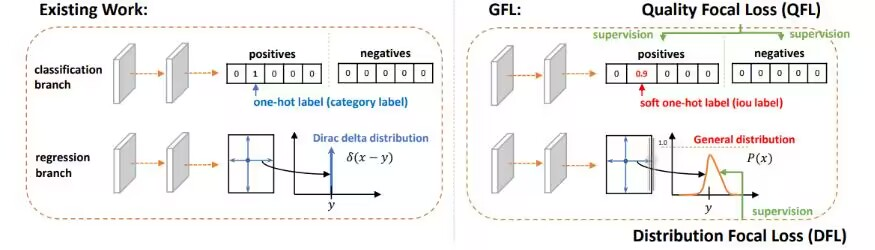 Existing Work:
classification
branch
positives
negatives
0 1 0 0 0
0 0 0 0 0
one-hot label (category label)
regression
branch
Dirac delta distribution
δ(x − y)
y
GFL:
Quality Focal Loss (QFL)
supervision
supervision
positives
negatives
0 0.9 0 0 0
0 0 0 0 0
soft one-hot label (iou label)
General distribution
1.0
P(x)
y
supervision
Distribution Focal Loss (DFL)